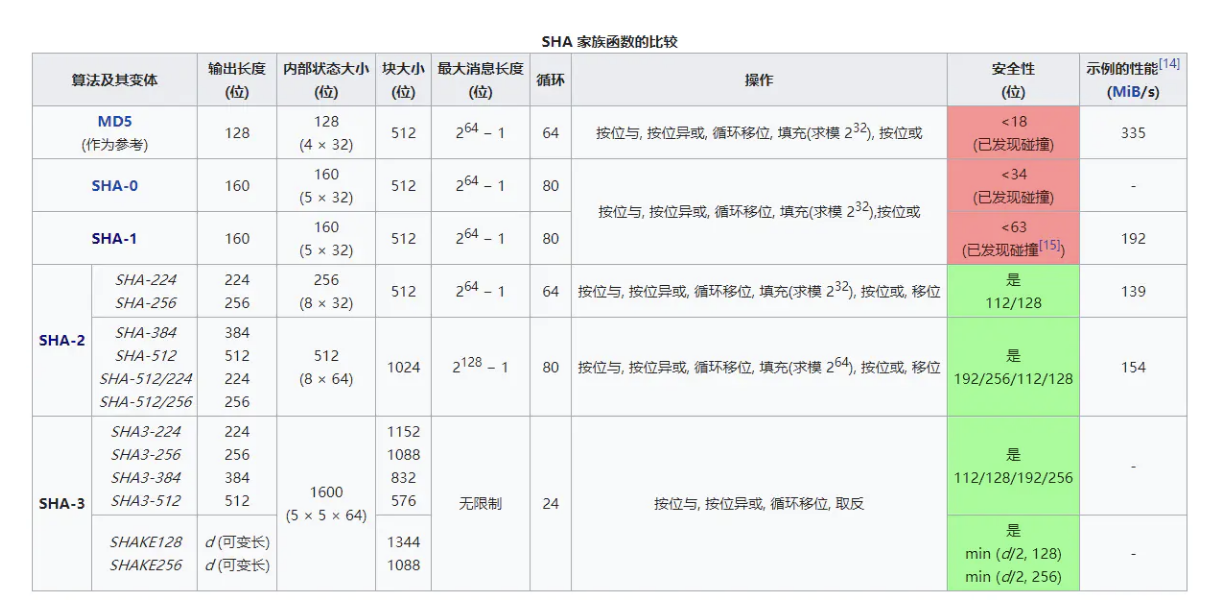 SHA 家族函数的比较
算法及其变体 输出长度 (位) 内部状态大小 (位) 块大小 (位) 最大消息长度 (位) 循环 操作 安全性 (位) 示例的性能[14] (MiB/s)
MD5 (作为参考) 128 128 (4 × 32) 512 2^64 − 1 64 按位与, 按位异或, 循环移位, 填充(求模 2^32), 按位或 <18 (已发现碰撞) 335
SHA-0 160 160 (5 × 32) 512 2^64 − 1 80 按位与, 按位异或, 循环移位, 填充(求模 2^32),按位或 <34 (已发现碰撞) -
SHA-1 160 160 (5 × 32) 512 2^64 − 1 80 <63 (已发现碰撞[15]) 192
SHA-2
SHA-224 224 256 (8 × 32) 512 2^64 − 1 64 按位与, 按位异或, 循环移位, 填充(求模 2^32), 按位或, 移位 是 112/128 139
SHA-256 256
SHA-384 384 512 (8 × 64) 1024 2^128 − 1 80 按位与, 按位异或, 循环移位, 填充(求模 2^64), 按位或, 移位 是 192/256/112/128 154
SHA-512 512
SHA-512/224 224
SHA-512/256 256
SHA-3
SHA3-224 224 1600 (5 × 5 × 64) 1152 无限制 24 按位与, 按位异或, 循环移位, 取反 是 112/128/192/256 -
SHA3-256 256 1088
SHA3-384 384 832
SHA3-512 512 576
SHAKE128 d (可变长) 1344 是 min (d/2, 128) -
SHAKE256 d (可变长) 1088 min (d/2, 256)